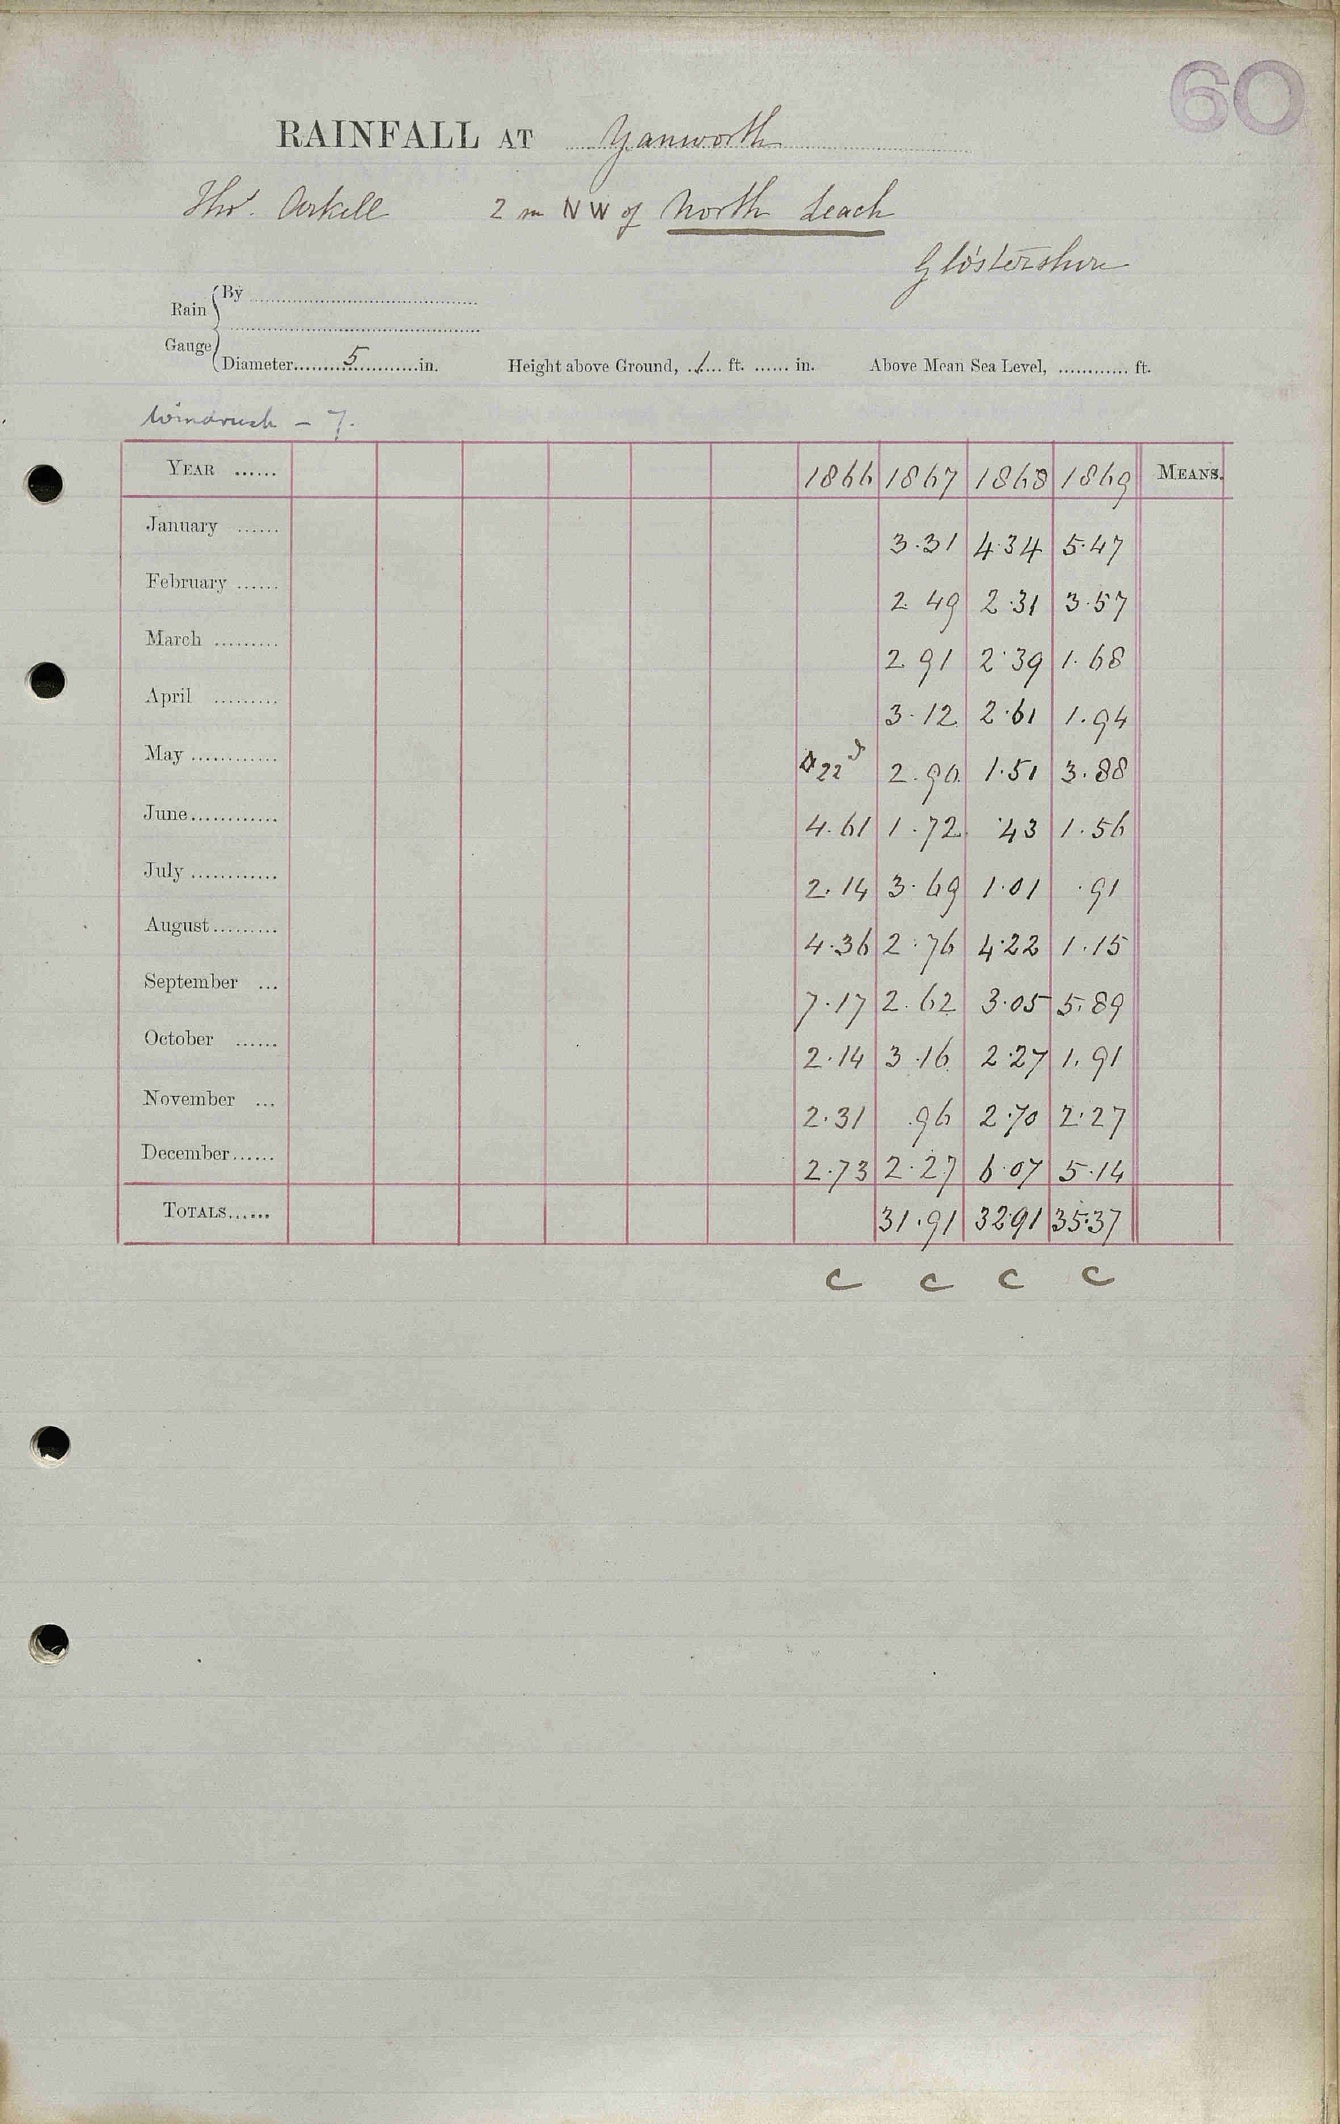 60
RAINFALL AT Yanworth
Thos. Arkell 2 m NW of North Leach
Glostershire
Rain Gauge { By
Diameter 5 in. Height above Ground, 1 ft. in. Above Mean Sea Level, ft.
Windrush - 7.
YEAR 1866 1867 1868 1869 MEANS.
January 3.31 4.34 5.47
February 2.49 2.31 3.57
March 2.91 2.39 1.68
April 3.12 2.61 1.94
May 22 2.90 1.51 3.88
June 4.61 1.72 .43 1.56
July 2.14 3.69 1.01 .91
August 4.36 2.76 4.22 1.15
September 7.17 2.62 3.05 5.89
October 2.14 3.16 2.27 1.91
November 2.31 .96 2.70 2.27
December 2.73 2.27 6.07 5.14
TOTALS 31.91 32.91 35.37
C C C C